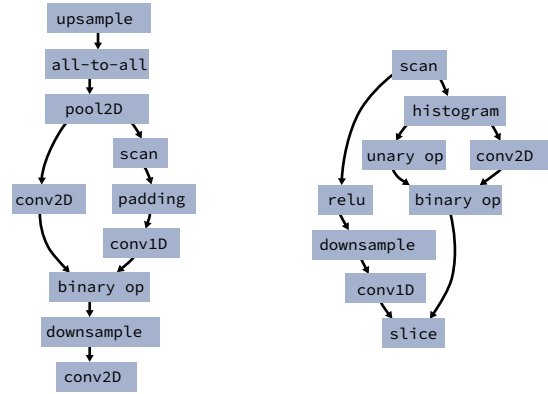 upsample
all-to-all
pool2D
scan
conv2D
padding
conv1D
binary op
downsample
conv2D
scan
histogram
unary op
conv2D
relu
binary op
downsample
conv1D
slice